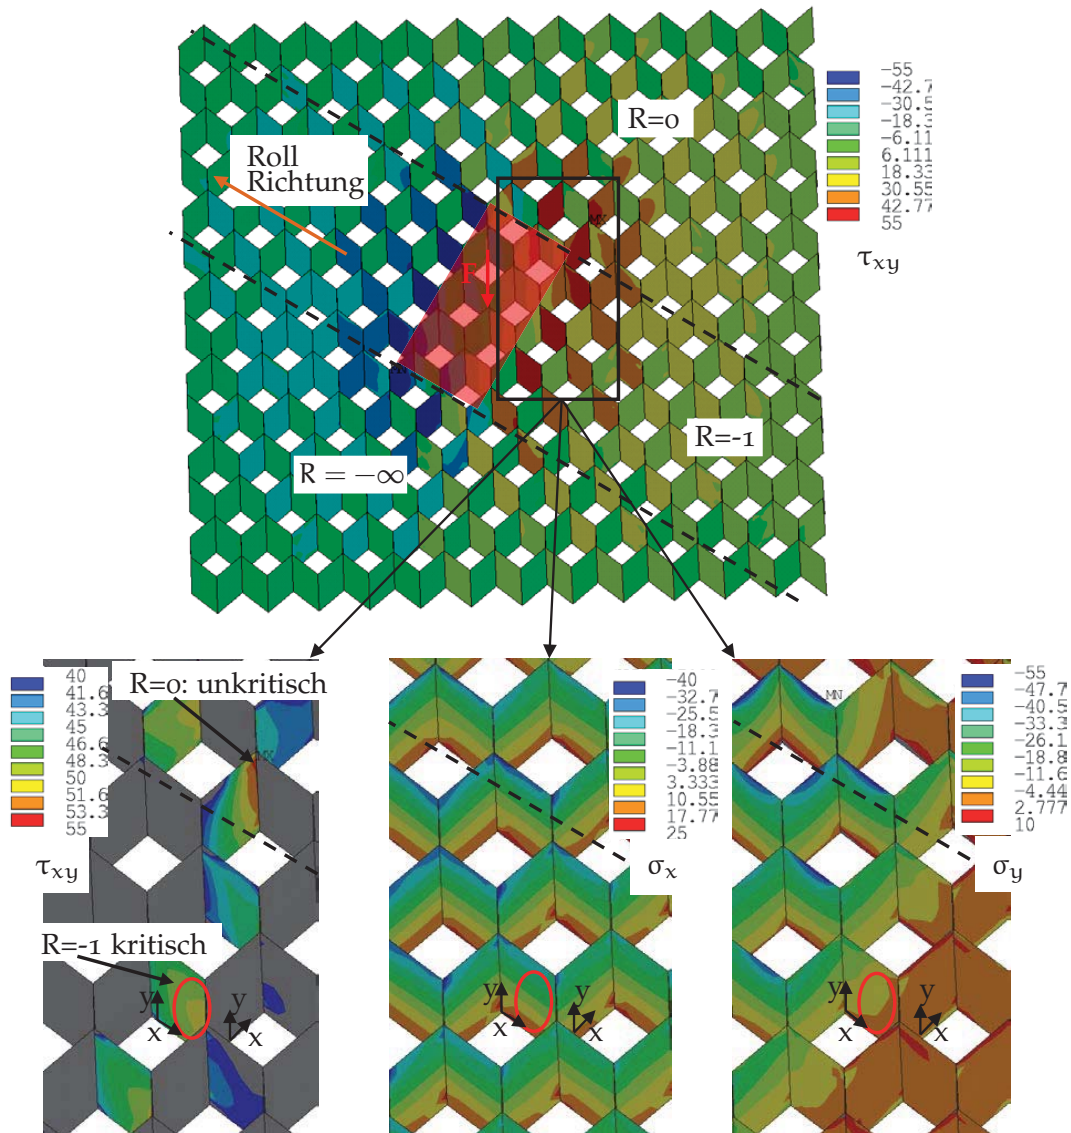 -55
-42.7
-30.5
-18.3
-6.11
6.111
18.33
30.55
42.77
55
τxy
R=0
Roll
Richtung
MX
F
R=-1
R = −∞
40
41.6
43.3
45
46.6
48.3
50
51.6
53.3
55
τxy
R=0: unkritisch
MX
R=-1 kritisch
y
x
y
x
-40
-32.7
-25.5
-18.3
-11.1
-3.88
3.333
10.55
17.77
25
σx
y
x
y
x
MN
-55
-47.7
-40.5
-33.3
-26.1
-18.8
-11.6
-4.44
2.777
10
σy
y
x
y
x